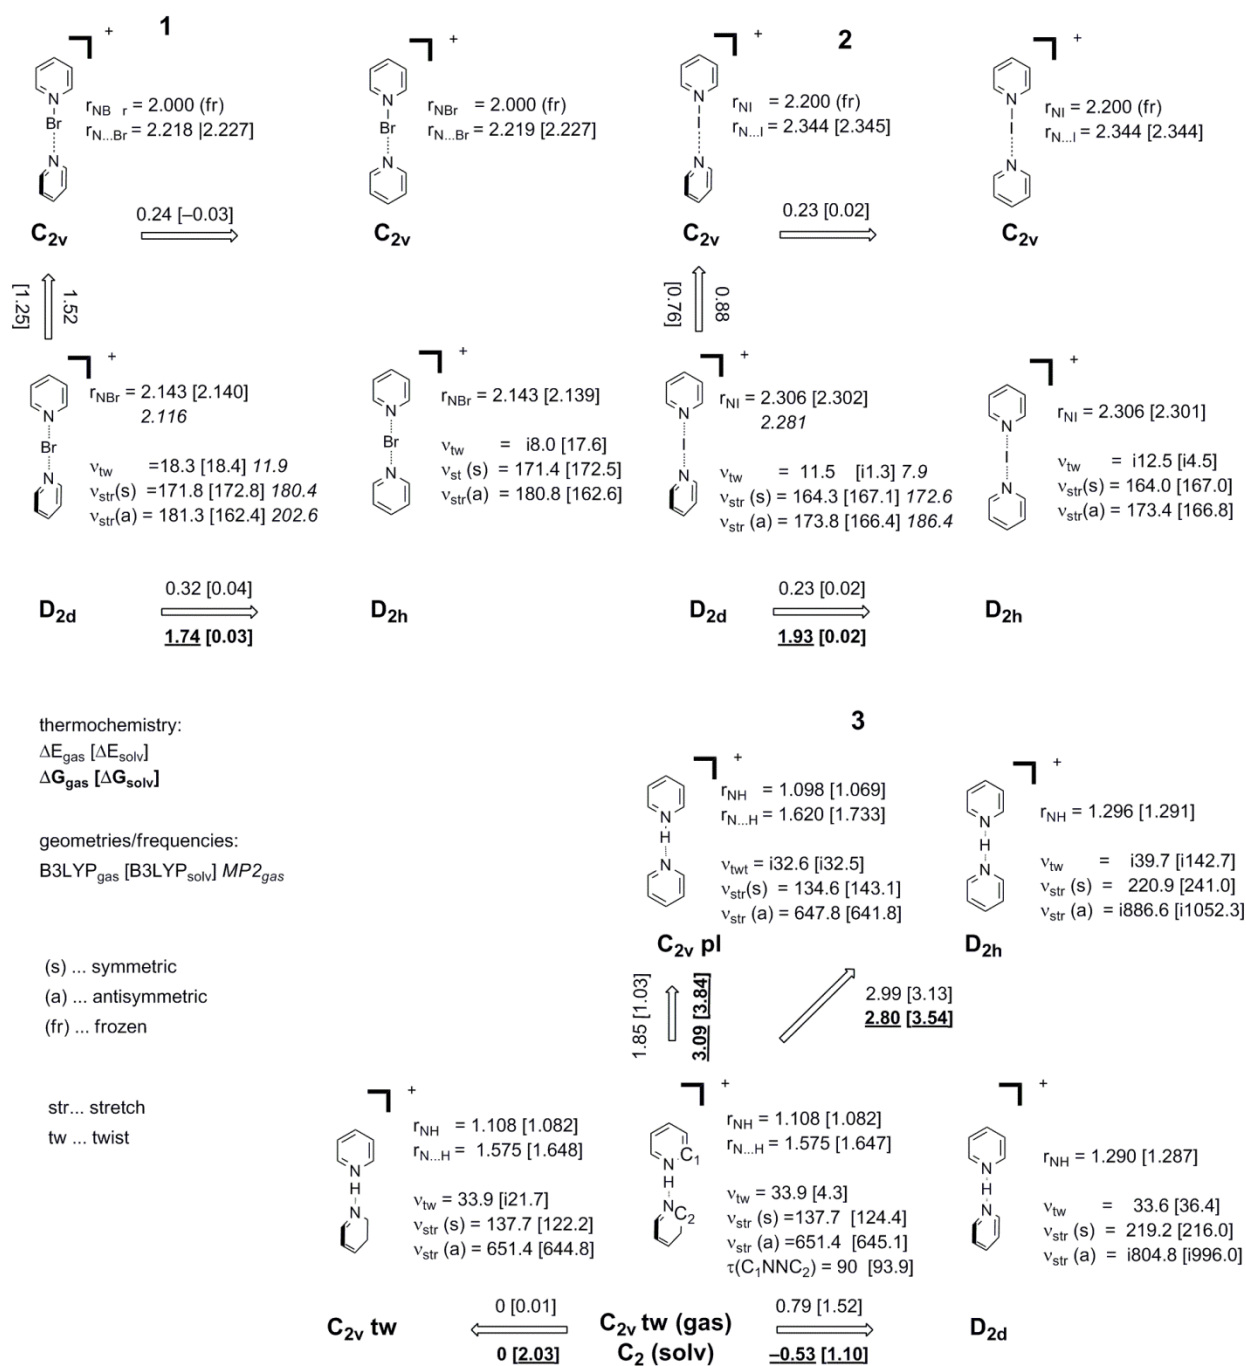 1
+
N
Br
N
r_NB r = 2.000 (fr)
r_N...Br = 2.218 |2.227]
C_2v
0.24 [–0.03]
+
N
Br
N
r_NBr = 2.000 (fr)
r_N...Br = 2.219 [2.227]
C_2v
2
+
N
I
N
r_NI = 2.200 (fr)
r_N...I = 2.344 [2.345]
C_2v
0.23 [0.02]
+
N
I
N
r_NI = 2.200 (fr)
r_N...I = 2.344 [2.344]
C_2v
1.52
[1.25]
0.88
[0.76]
+
N
Br
N
r_NBr = 2.143 [2.140]
2.116
ν_tw =18.3 [18.4] 11.9
ν_str(s) =171.8 [172.8] 180.4
ν_str(a) = 181.3 [162.4] 202.6
D_2d
0.32 [0.04]
1.74 [0.03]
+
N
Br
N
r_NBr = 2.143 [2.139]
ν_tw = i8.0 [17.6]
ν_st (s) = 171.4 [172.5]
ν_str(a) = 180.8 [162.6]
D_2h
+
N
I
N
r_NI = 2.306 [2.302]
2.281
ν_tw = 11.5 [i1.3] 7.9
ν_str (s) = 164.3 [167.1] 172.6
ν_str (a) = 173.8 [166.4] 186.4
D_2d
0.23 [0.02]
1.93 [0.02]
+
N
I
N
r_NI = 2.306 [2.301]
ν_tw = i12.5 [i4.5]
ν_str(s) = 164.0 [167.0]
ν_str(a) = 173.4 [166.8]
D_2h
thermochemistry:
ΔE_gas [ΔE_solv]
ΔG_gas [ΔG_solv]
geometries/frequencies:
B3LYP_gas [B3LYP_solv] MP2_gas
(s) ... symmetric
(a) ... antisymmetric
(fr) ... frozen
str... stretch
tw ... twist
3
+
N
H
N
r_NH = 1.098 [1.069]
r_N...H = 1.620 [1.733]
ν_twt = i32.6 [i32.5]
ν_str(s) = 134.6 [143.1]
ν_str (a) = 647.8 [641.8]
C_2v pl
+
N
H
N
r_NH = 1.296 [1.291]
ν_tw = i39.7 [i142.7]
ν_str (s) = 220.9 [241.0]
ν_str (a) = i886.6 [i1052.3]
D_2h
1.85 [1.03]
3.09 [3.84]
2.99 [3.13]
2.80 [3.54]
+
N
H
N
r_NH = 1.108 [1.082]
r_N...H = 1.575 [1.648]
ν_tw = 33.9 [i21.7]
ν_str (s) = 137.7 [122.2]
ν_str (a) = 651.4 [644.8]
C_2v tw
0 [0.01]
0 [2.03]
+
C_1
N
H
N
C_2
r_NH = 1.108 [1.082]
r_N...H = 1.575 [1.647]
ν_tw = 33.9 [4.3]
ν_str (s) =137.7 [124.4]
ν_str (a) =651.4 [645.1]
τ(C_1NNC_2) = 90 [93.9]
C_2v tw (gas)
C_2 (solv)
0.79 [1.52]
–0.53 [1.10]
+
N
H
N
r_NH = 1.290 [1.287]
ν_tw = 33.6 [36.4]
ν_str (s) = 219.2 [216.0]
ν_str (a) = i804.8 [i996.0]
D_2d